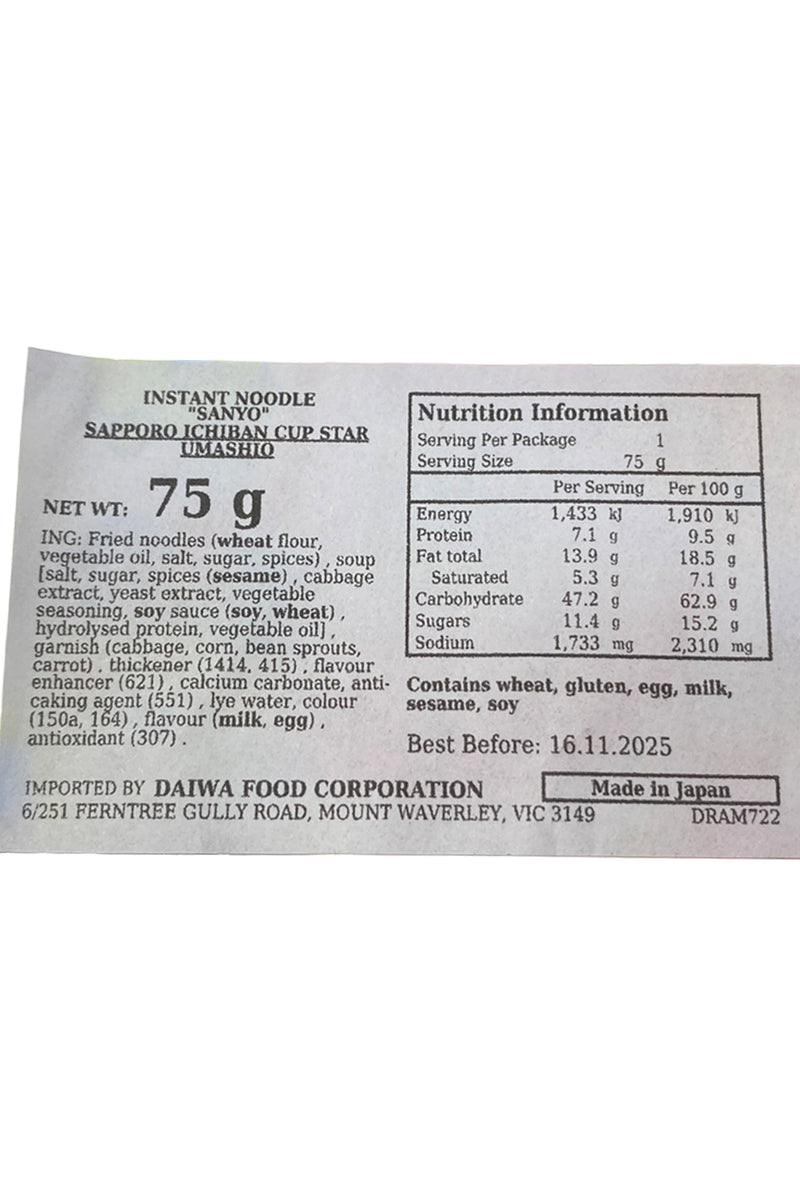 INSTANT NOODLE
"SANYO"
SAPPORO ICHIBAN CUP STAR
UMASHIO
NET WT: 75 g
ING: Fried noodles (wheat flour,
vegetable oil, salt, sugar, spices) , soup
[salt, sugar, spices (sesame) , cabbage
extract, yeast extract, vegetable
seasoning, soy sauce (soy, wheat) ,
hydrolysed protein, vegetable oil] ,
garnish (cabbage, corn, bean sprouts,
carrot) , thickener (1414, 415) , flavour
enhancer (621) , calcium carbonate, anti-
caking agent (551) , lye water, colour
(150a, 164) , flavour (milk, egg) ,
antioxidant (307) .
Nutrition Information
Serving Per Package 1
Serving Size 75 g
Per Serving Per 100 g
Energy 1,433 kJ 1,910 kJ
Protein 7.1 g 9.5 g
Fat total 13.9 g 18.5 g
Saturated 5.3 g 7.1 g
Carbohydrate 47.2 g 62.9 g
Sugars 11.4 g 15.2 g
Sodium 1,733 mg 2,310 mg
Contains wheat, gluten, egg, milk,
sesame, soy
Best Before: 16.11.2025
IMPORTED BY DAIWA FOOD CORPORATION
6/251 FERNTREE GULLY ROAD, MOUNT WAVERLEY, VIC 3149
Made in Japan
DRAM722